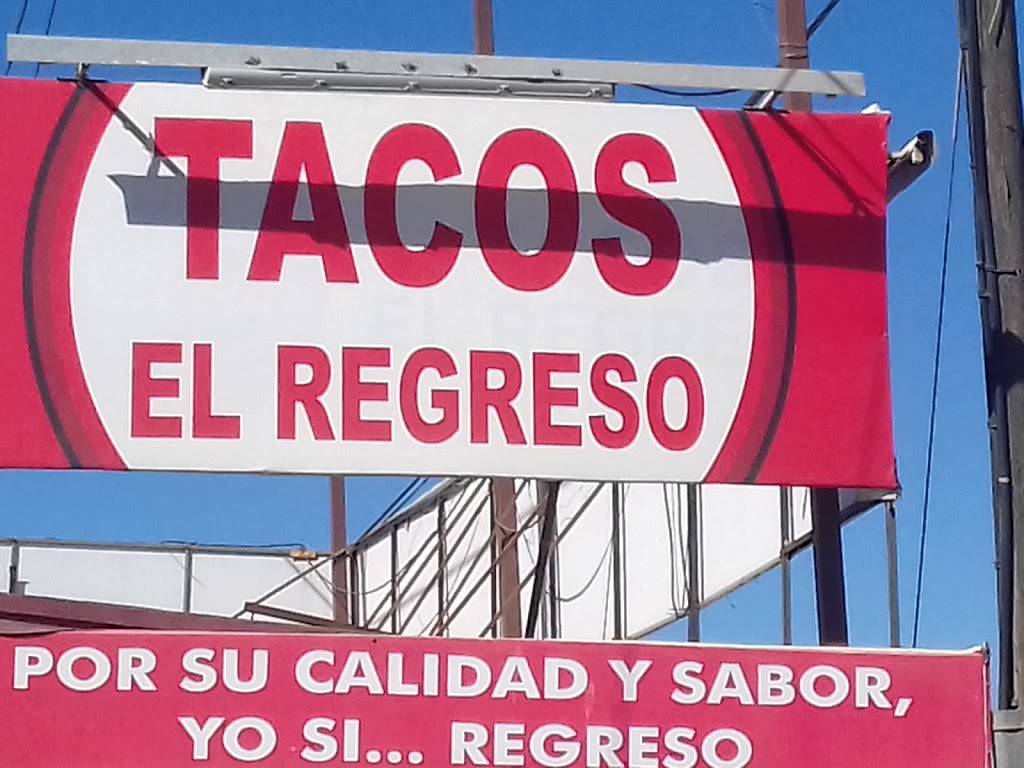 TACOS
EL REGRESO
POR SU CALIDAD Y SABOR,
YO SI... REGRESO